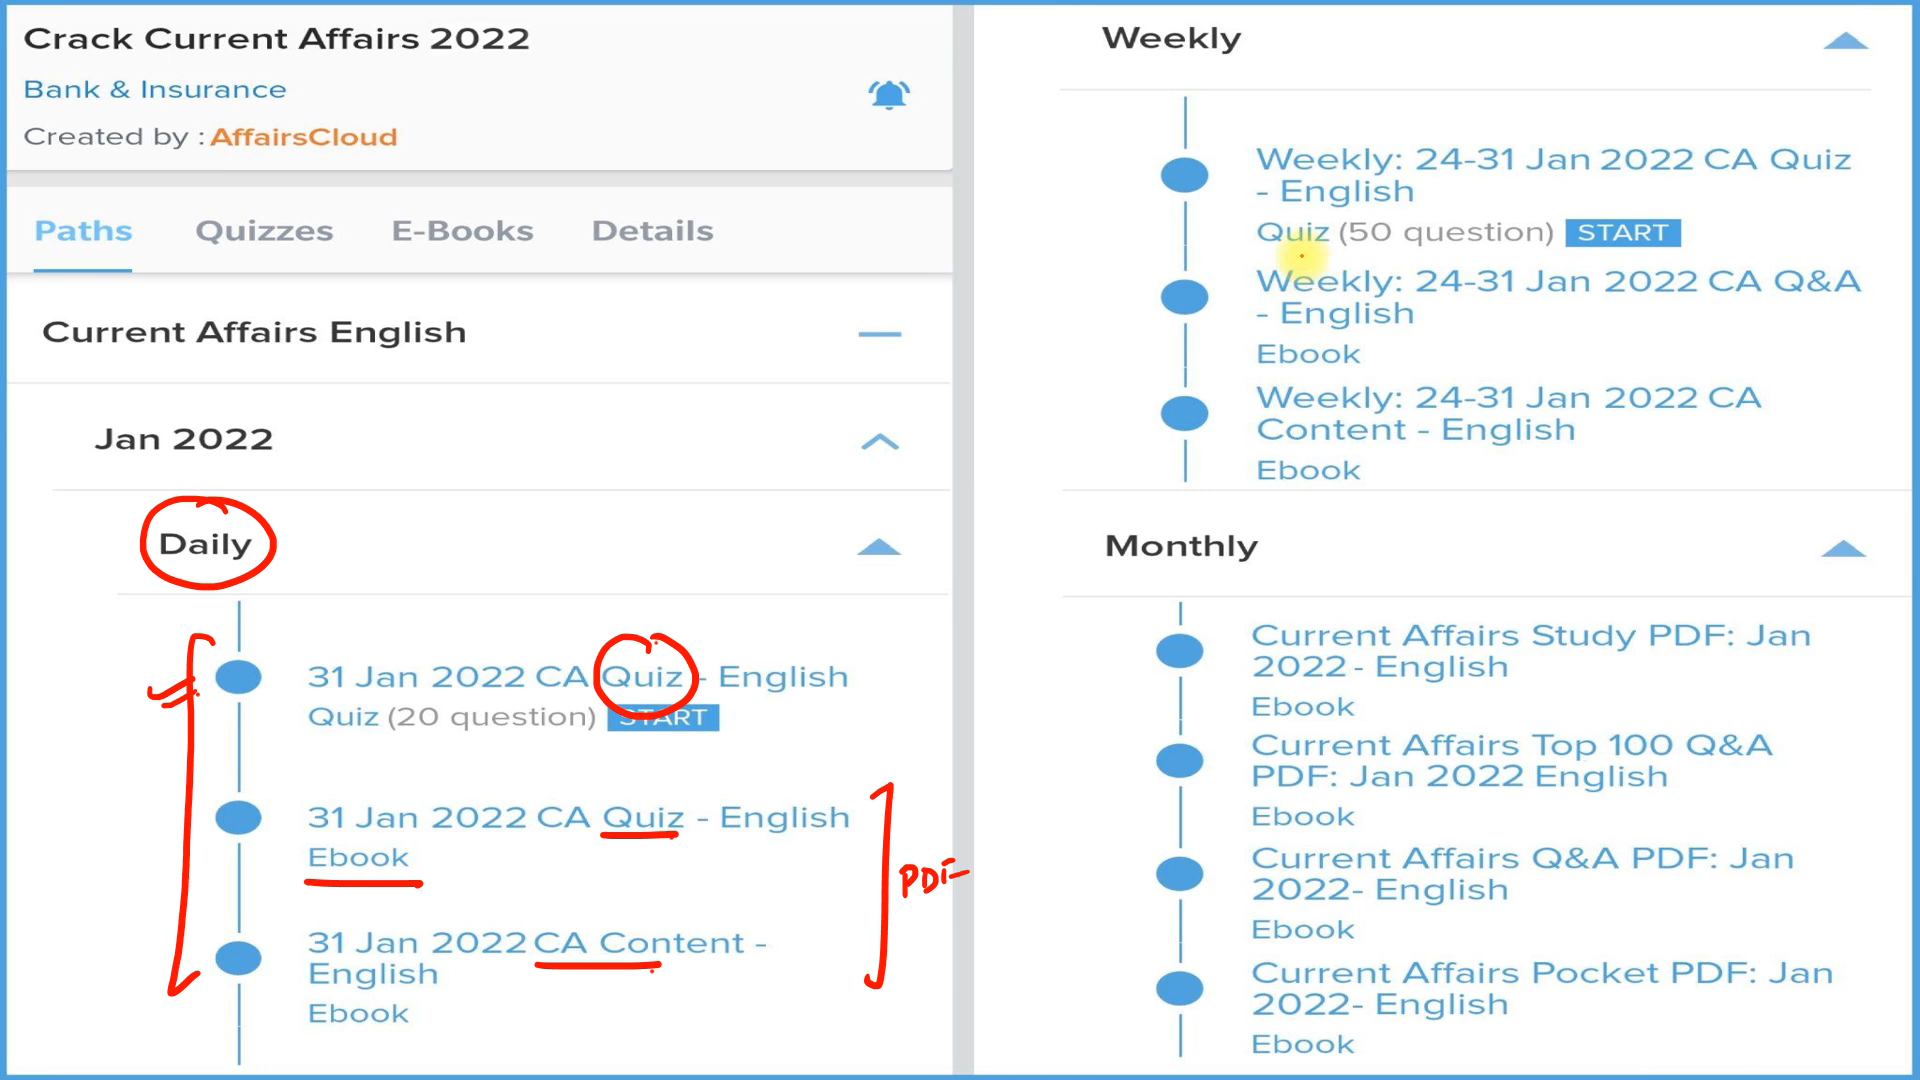 Crack Current Affairs 2022
Bank & Insurance
Created by : AffairsCloud
Paths Quizzes E-Books Details
Current Affairs English
Jan 2022
Daily
31 Jan 2022 CA Quiz - English
Quiz (20 question) START
31 Jan 2022 CA Quiz - English
Ebook
PDF
31 Jan 2022 CA Content -
English
Ebook
Weekly
Weekly: 24-31 Jan 2022 CA Quiz
- English
Quiz (50 question) START
Weekly: 24-31 Jan 2022 CA Q&A
- English
Ebook
Weekly: 24-31 Jan 2022 CA
Content - English
Ebook
Monthly
Current Affairs Study PDF: Jan
2022- English
Ebook
Current Affairs Top 100 Q&A
PDF: Jan 2022 English
Ebook
Current Affairs Q&A PDF: Jan
2022- English
Ebook
Current Affairs Pocket PDF: Jan
2022- English
Ebook